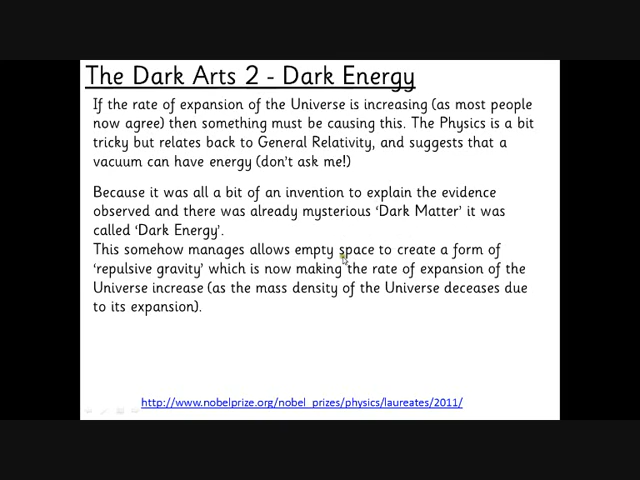 The Dark Arts 2 - Dark Energy
If the rate of expansion of the Universe is increasing (as most people
now agree) then something must be causing this. The Physics is a bit
tricky but relates back to General Relativity, and suggests that a
vacuum can have energy (don't ask me!)
Because it was all a bit of an invention to explain the evidence
observed and there was already mysterious 'Dark Matter' it was
called 'Dark Energy'.
This somehow manages allows empty space to create a form of
'repulsive gravity' which is now making the rate of expansion of the
Universe increase (as the mass density of the Universe deceases due
to its expansion).
http://www.nobelprize.org/nobel_prizes/physics/laureates/2011/